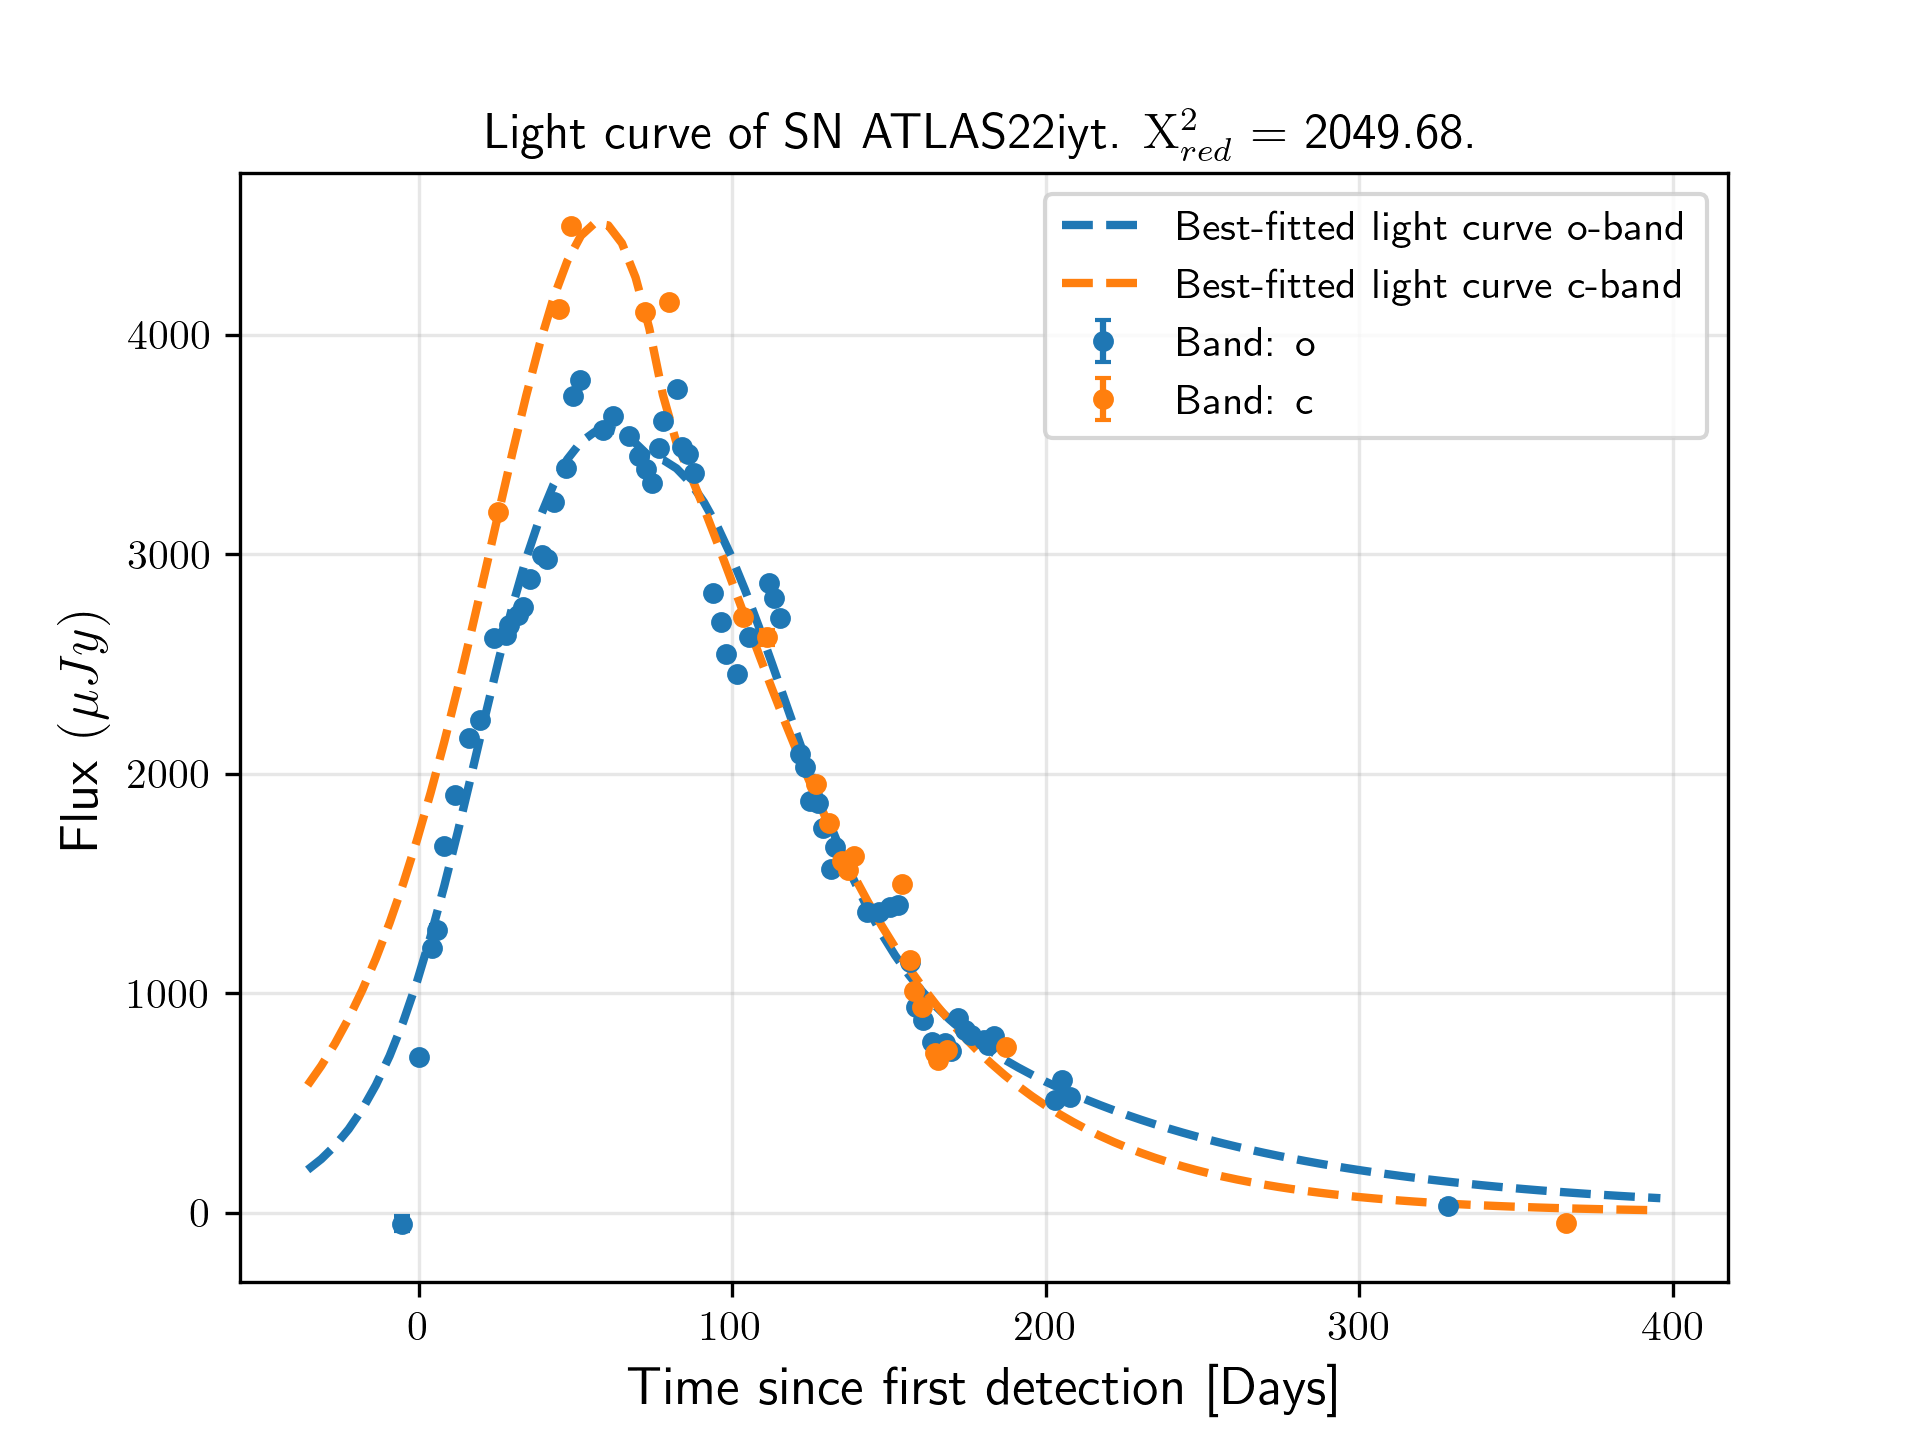 Light curve of SN ATLAS22iyt. X²_red = 2049.68.
Best-fitted light curve o-band
Best-fitted light curve c-band
Band: o
Band: c
Flux (μJy)
4000
3000
2000
1000
0
0 100 200 300 400
Time since first detection [Days]